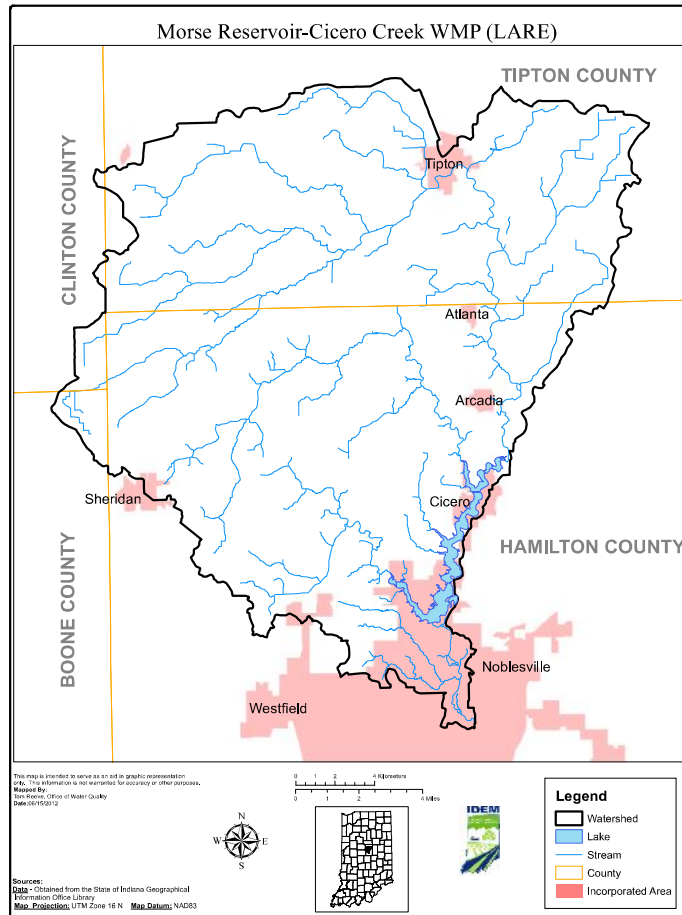 Morse Reservoir-Cicero Creek WMP (LARE)
TIPTON COUNTY
Tipton
CLINTON COUNTY
Atlanta
Arcadia
Sheridan
Cicero
HAMILTON COUNTY
BOONE COUNTY
Noblesville
Westfield
This map is intended to serve as an aid in graphic representation
only. This information is not warranted for accuracy or other purposes.
Mapped By:
Tom Reeve, Office of Water Quality
Date:06/15/2012
0 1 2 4 Kilometers
0 1 2 4 Miles
N
W E
S
IDEM
Legend
Watershed
Lake
Stream
County
Incorporated Area
Sources:
Data - Obtained from the State of Indiana Geographical
Information Office Library
Map Projection: UTM Zone 16 N Map Datum: NAD83